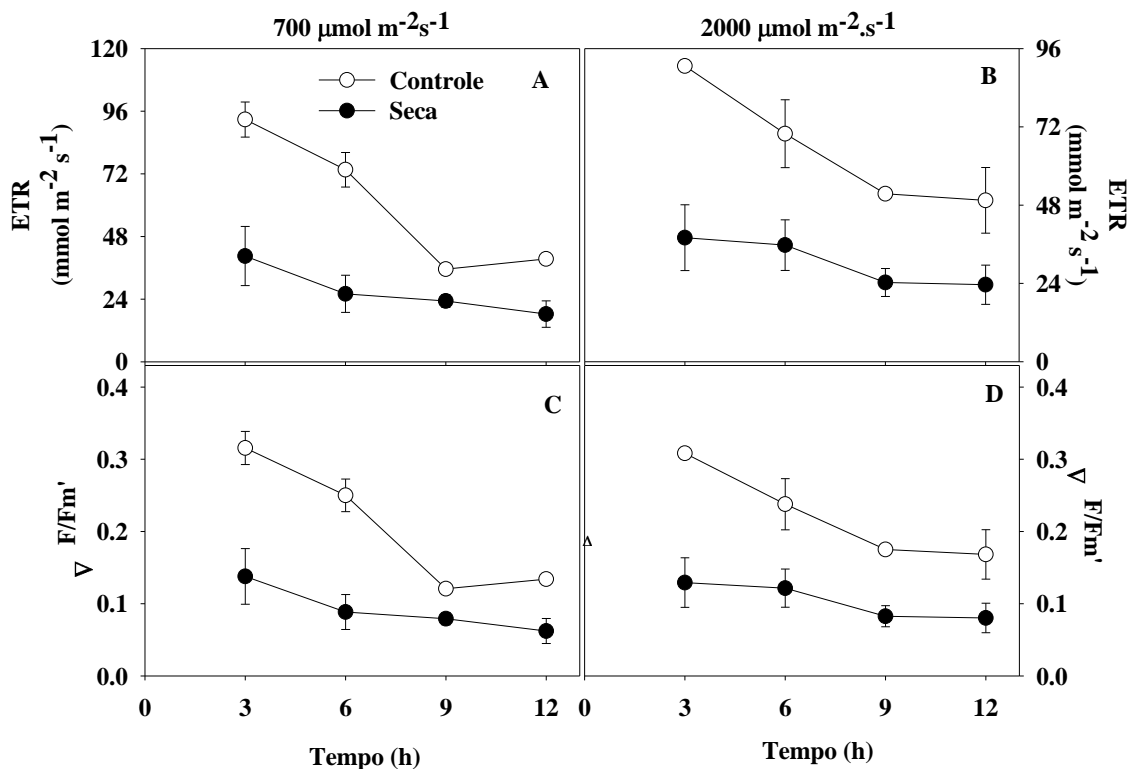 700 µmol m-2s-1
2000 µmol m-2.s-1
120
96
72
48
24
0
ETR
(mmol m-2 s-1)
Controle
Seca
A
B
96
72
48
24
0
ETR
(mmol m-2 s-1)
0.4
0.3
0.2
0.1
0.0
∇ F/Fm'
C
Δ
D
0.4
0.3
0.2
0.1
0.0
∇ F/Fm'
0 3 6 9 12
0 3 6 9 12
Tempo (h)
Tempo (h)